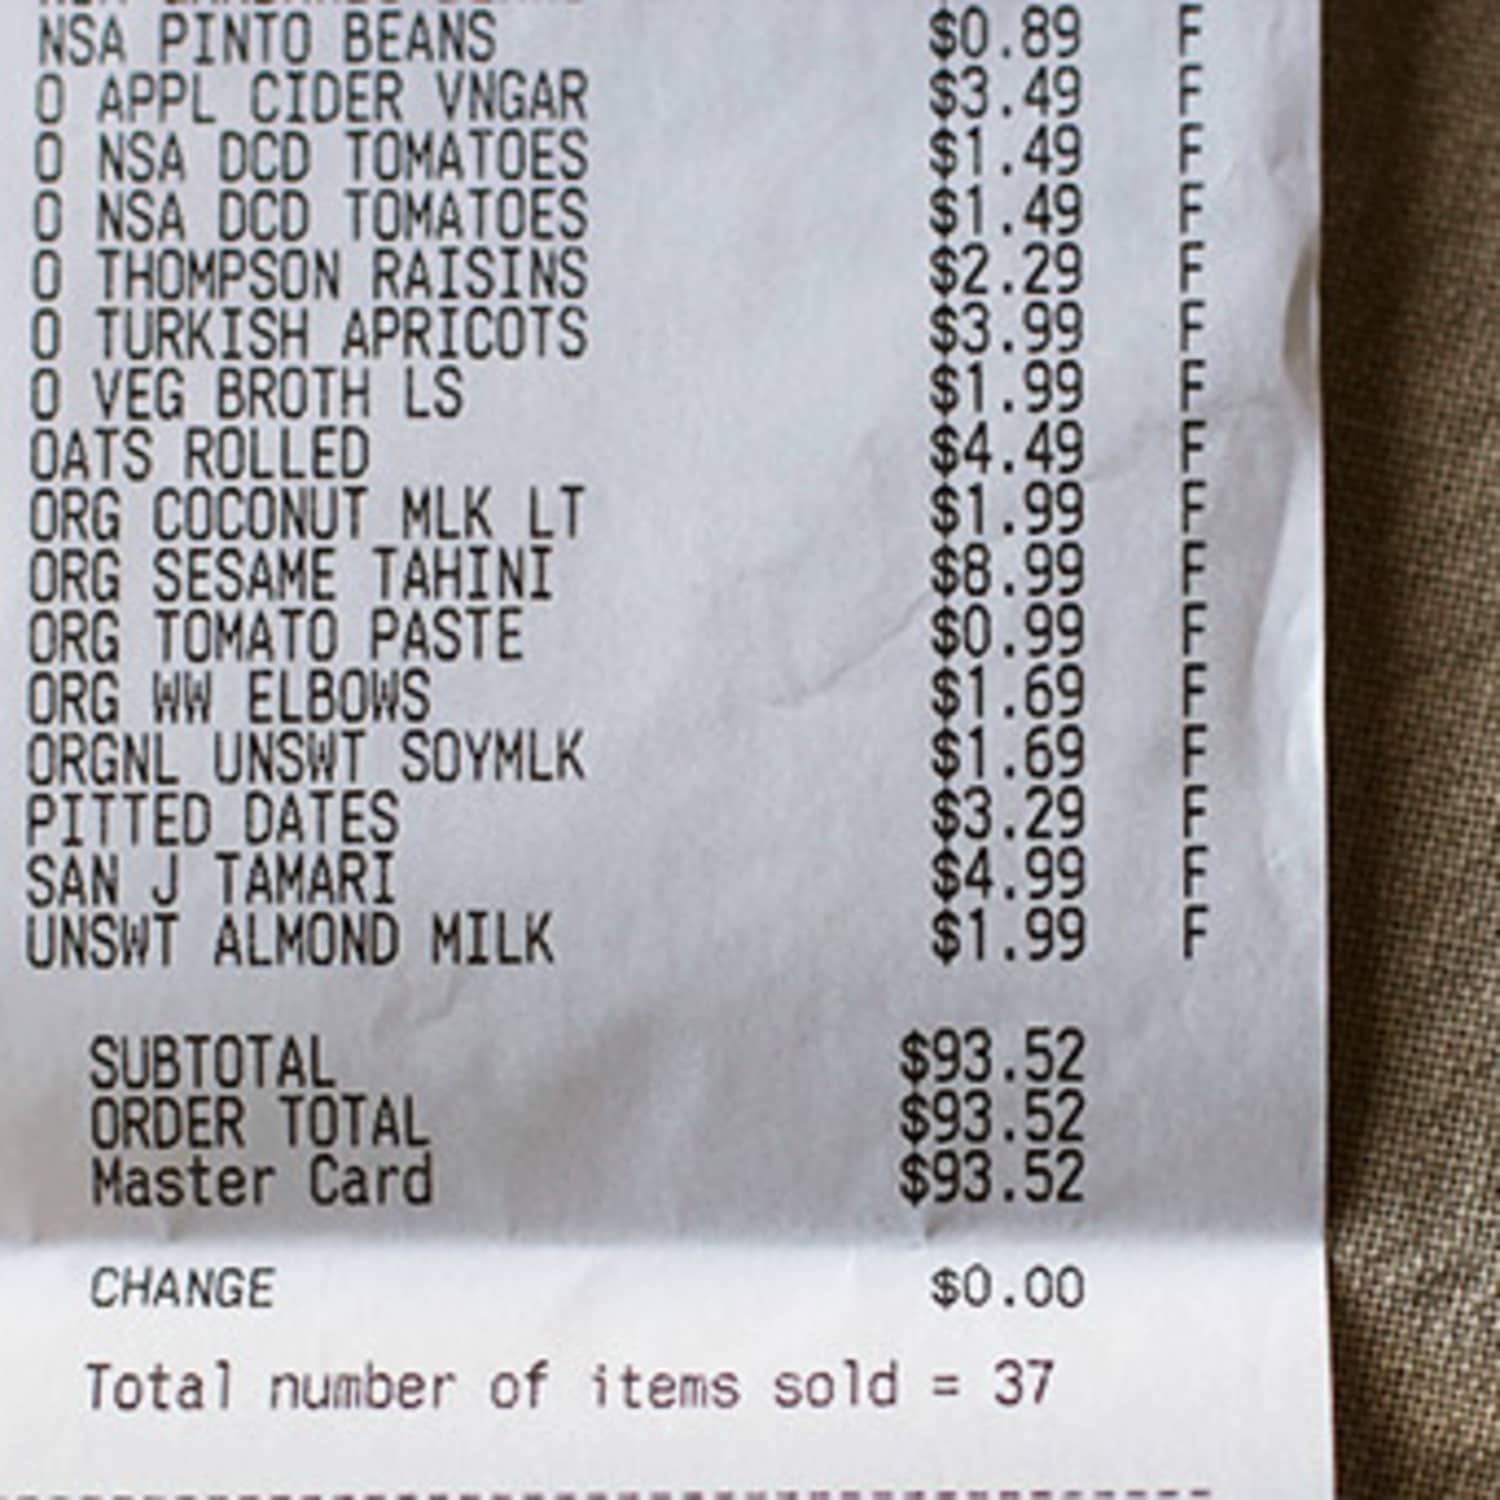 NSA PINTO BEANS $0.89 F
O APPL CIDER VNGAR $3.49 F
O NSA DCD TOMATOES $1.49 F
O NSA DCD TOMATOES $1.49 F
O THOMPSON RAISINS $2.29 F
O TURKISH APRICOTS $3.99 F
O VEG BROTH LS $1.99 F
OATS ROLLED $4.49 F
ORG COCONUT MLK LT $1.99 F
ORG SESAME TAHINI $8.99 F
ORG TOMATO PASTE $0.99 F
ORG WW ELBOWS $1.69 F
ORGNL UNSWT SOYMLK $1.69 F
PITTED DATES $3.29 F
SAN J TAMARI $4.99 F
UNSWT ALMOND MILK $1.99 F
SUBTOTAL $93.52
ORDER TOTAL $93.52
Master Card $93.52
CHANGE $0.00
Total number of items sold = 37